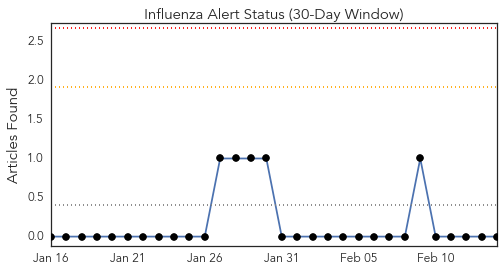 Influenza Alert Status (30-Day Window)
Articles Found
2.5
2.0
1.5
1.0
0.5
0.0
Jan 16 Jan 21 Jan 26 Jan 31 Feb 05 Feb 10